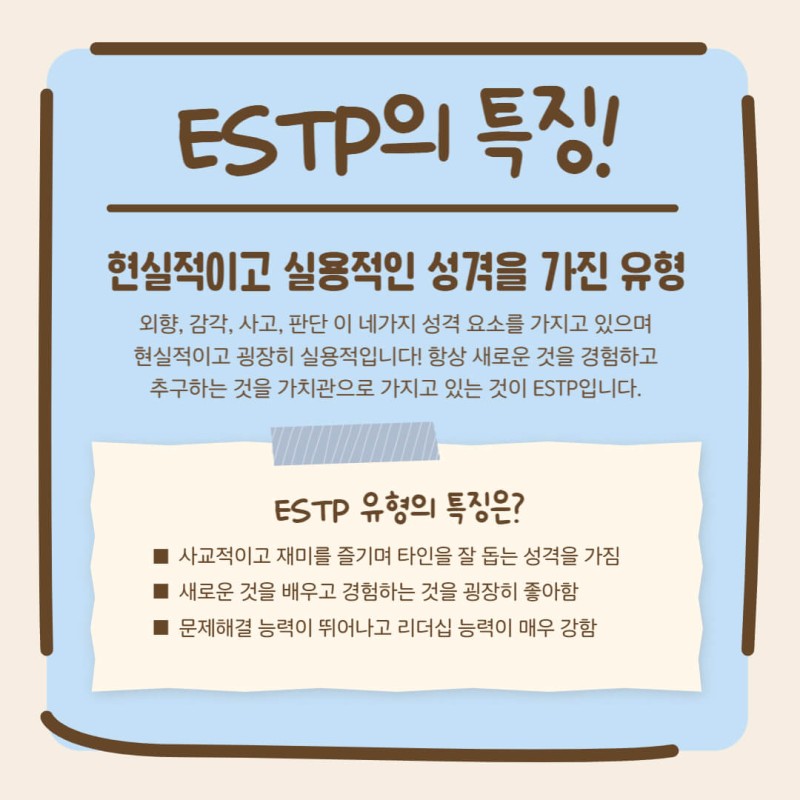 ESTP의 특징!
현실적이고 실용적인 성격을 가진 유형
외향, 감각, 사고, 판단 이 네가지 성격 요소를 가지고 있으며
현실적이고 굉장히 실용적입니다! 항상 새로운 것을 경험하고
추구하는 것을 가치관으로 가지고 있는 것이 ESTP입니다.
ESTP 유형의 특징은?
■ 사교적이고 재미를 즐기며 타인을 잘 돕는 성격을 가짐
■ 새로운 것을 배우고 경험하는 것을 굉장히 좋아함
■ 문제해결 능력이 뛰어나고 리더십 능력이 매우 강함